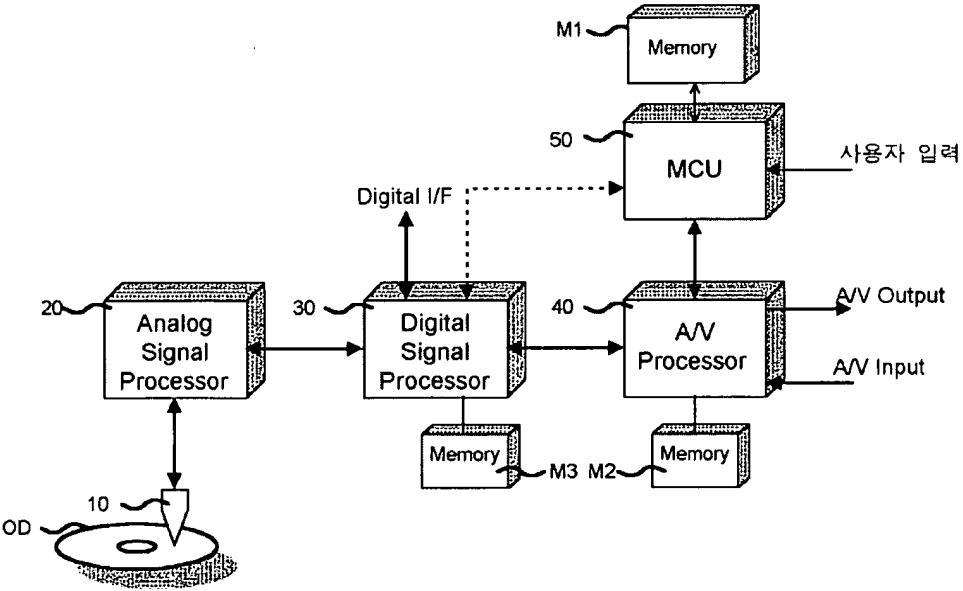 M1
Memory
50
MCU
사용자 입력
Digital I/F
20
Analog
Signal
Processor
30
Digital
Signal
Processor
40
A/V
Processor
A/V Output
A/V Input
Memory
M3
M2
Memory
10
OD